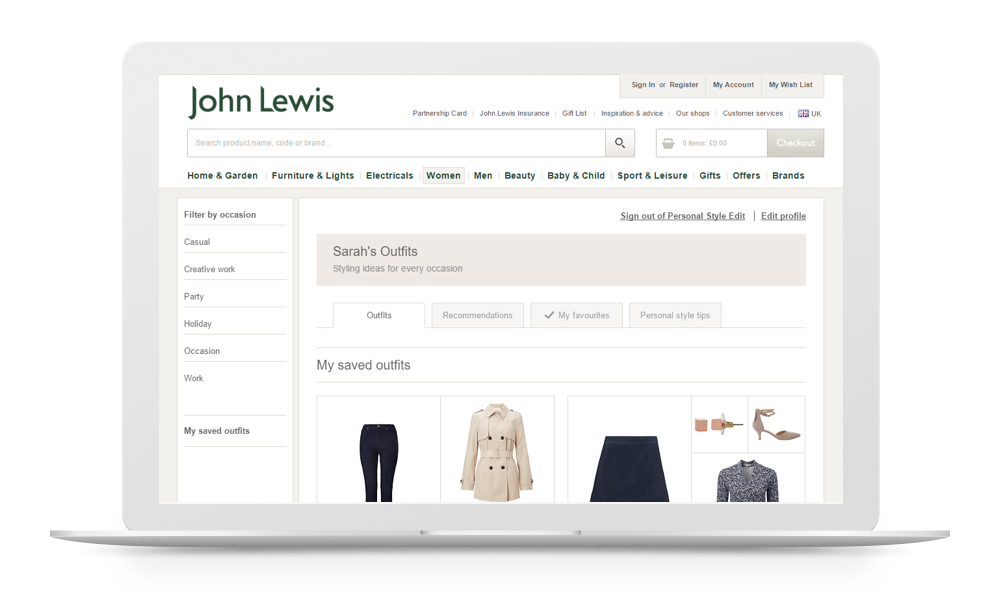 Sign In or Register
My Account
My Wish List
John Lewis
Partnership Card
John Lewis Insurance
Gift List
Inspiration & advice
Our shops
Customer services
UK
Search product name, code or brand...
0 items £0.00
Checkout
Home & Garden
Furniture & Lights
Electricals
Women
Men
Beauty
Baby & Child
Sport & Leisure
Gifts
Offers
Brands
Filter by occasion
Casual
Creative work
Party
Holiday
Occasion
Work
My saved outfits
Sign out of Personal Style Edit
Edit profile
Sarah's Outfits
Styling ideas for every occasion
Outfits
Recommendations
My favourites
Personal style tips
My saved outfits